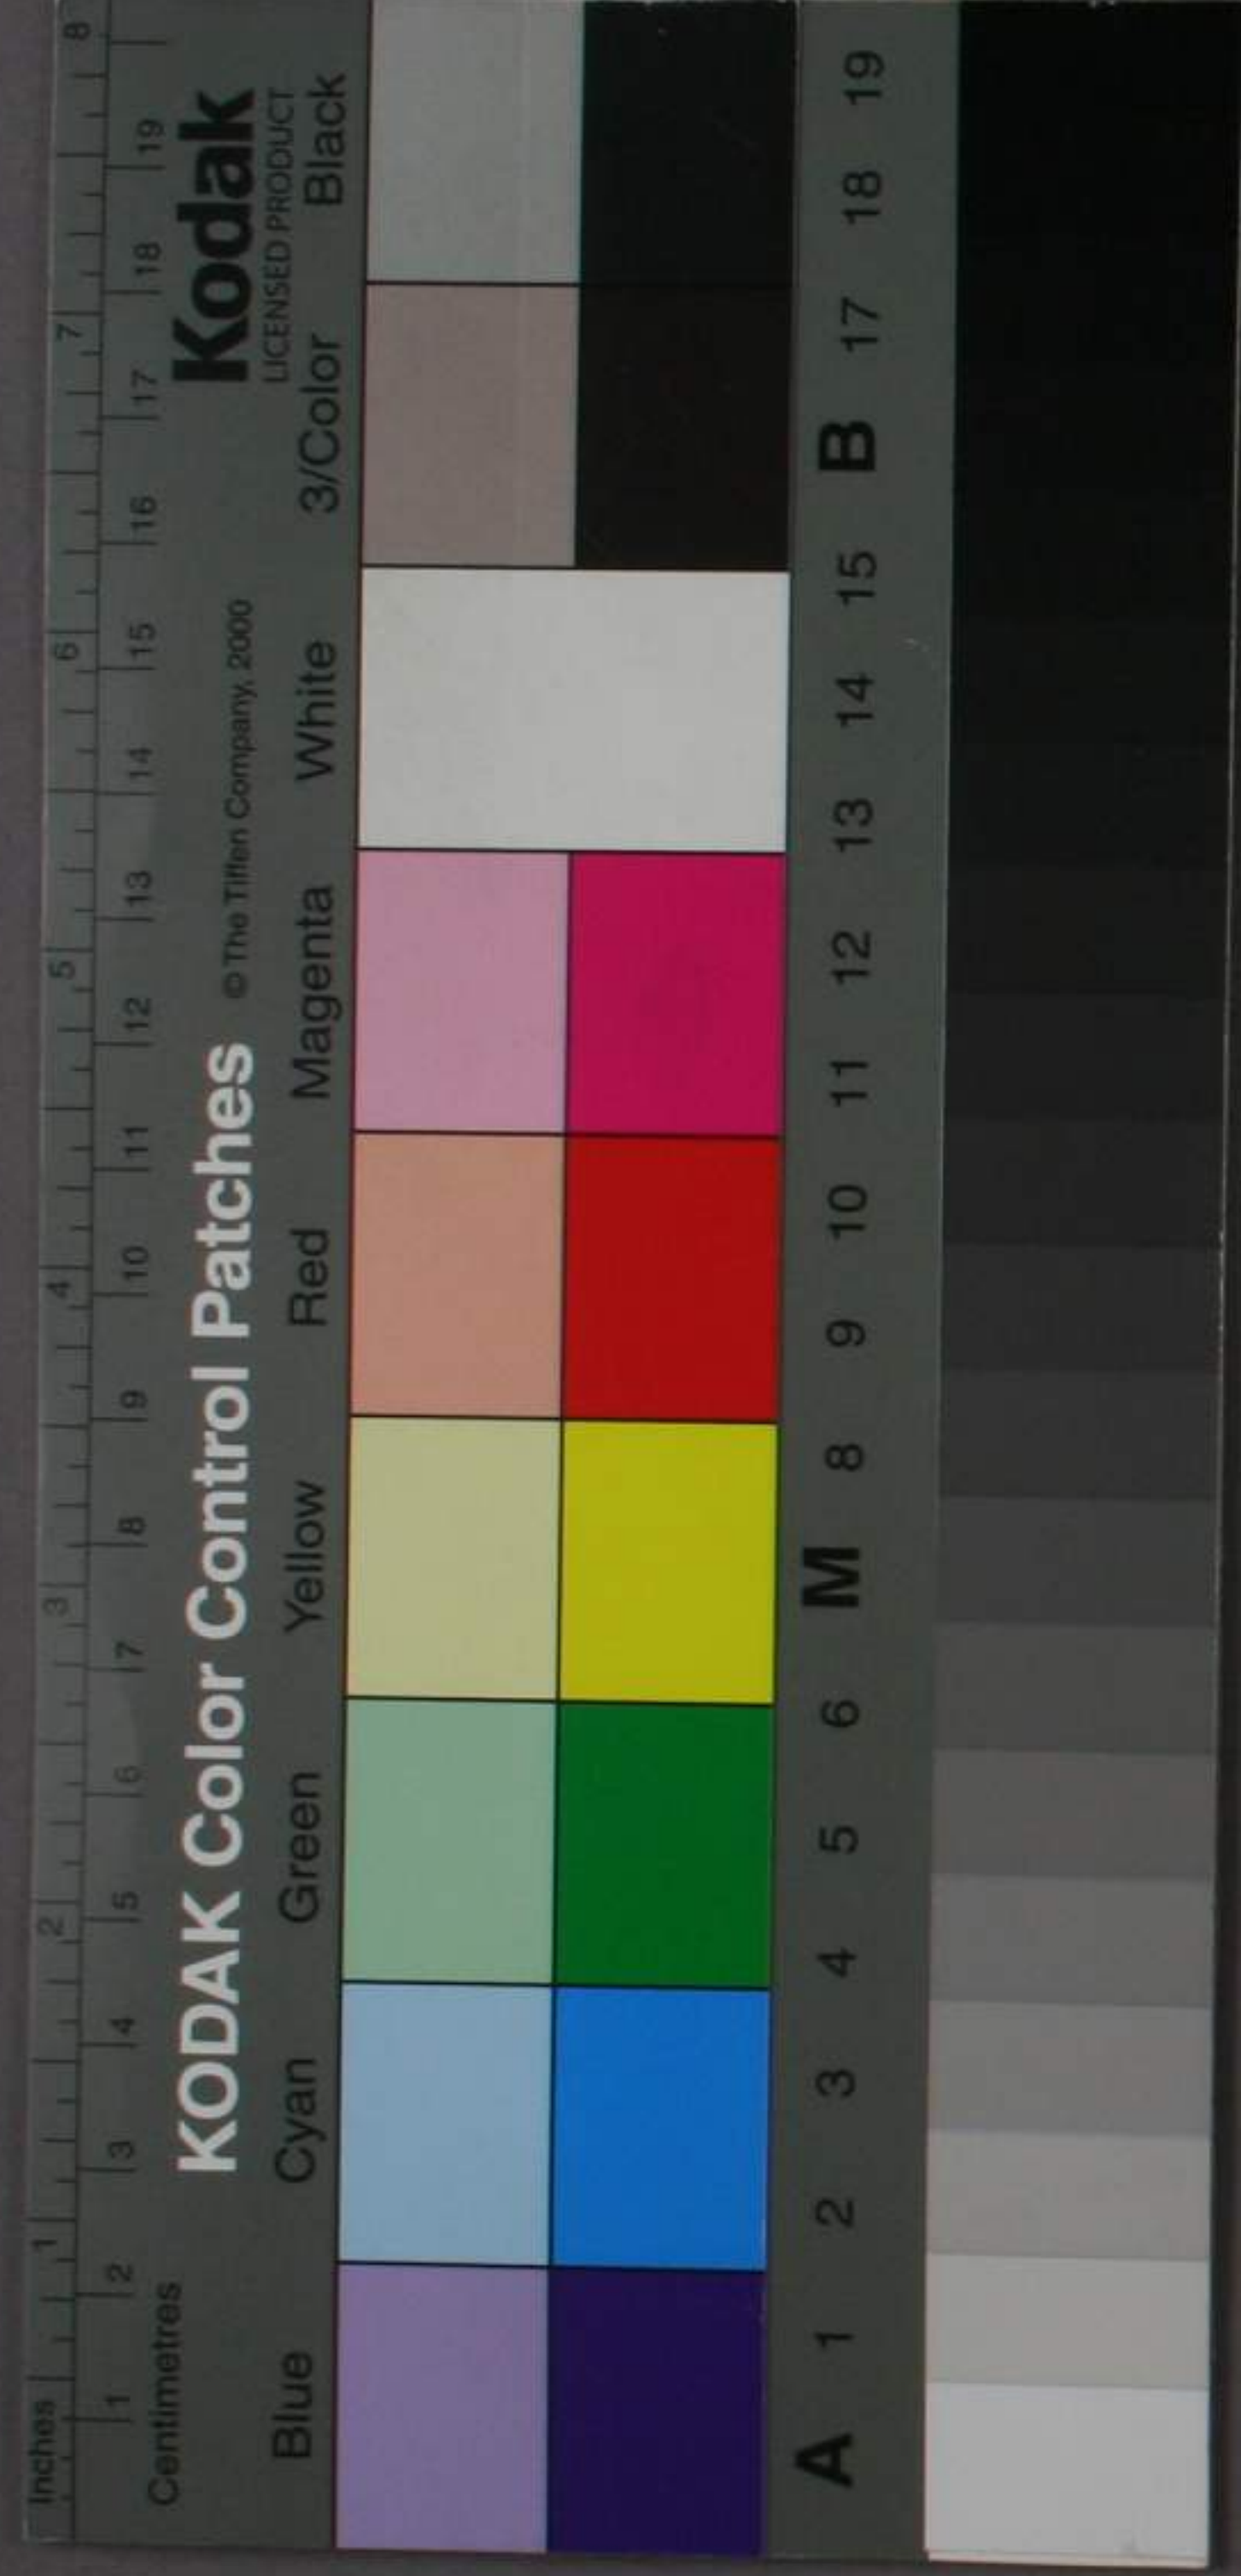 Inches 1 2 3 4 5 6 7 8
Centimetres 1 2 3 4 5 6 7 8 9 10 11 12 13 14 15 16 17 18 19
KODAK Color Control Patches © The Tiffen Company, 2000 Kodak
LICENSED PRODUCT
Blue Cyan Green Yellow Red Magenta White 3/Color Black
A 1 2 3 4 5 6 M 8 9 10 11 12 13 14 15 B 17 18 19